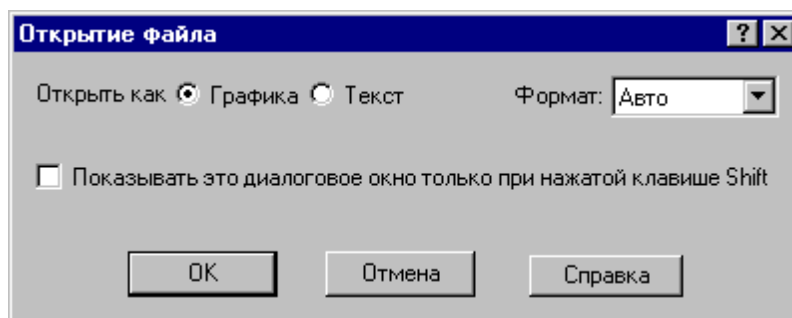 Открытие файла
Открыть как Графика Текст Формат: Авто
Показывать это диалоговое окно только при нажатой клавише Shift
OK Отмена Справка